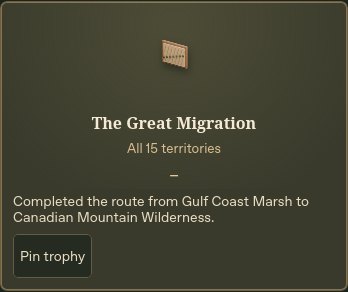 The Great Migration
All 15 territories
–
Completed the route from Gulf Coast Marsh to
Canadian Mountain Wilderness.
Pin trophy